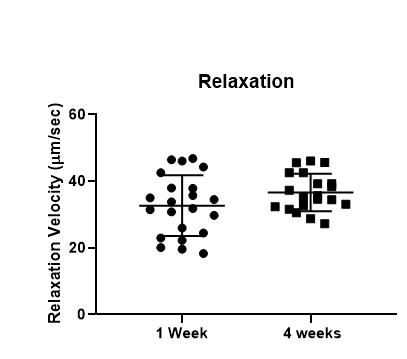 Relaxation
Relaxation Velocity (μm/sec)
60
40
20
0
1 Week
4 weeks